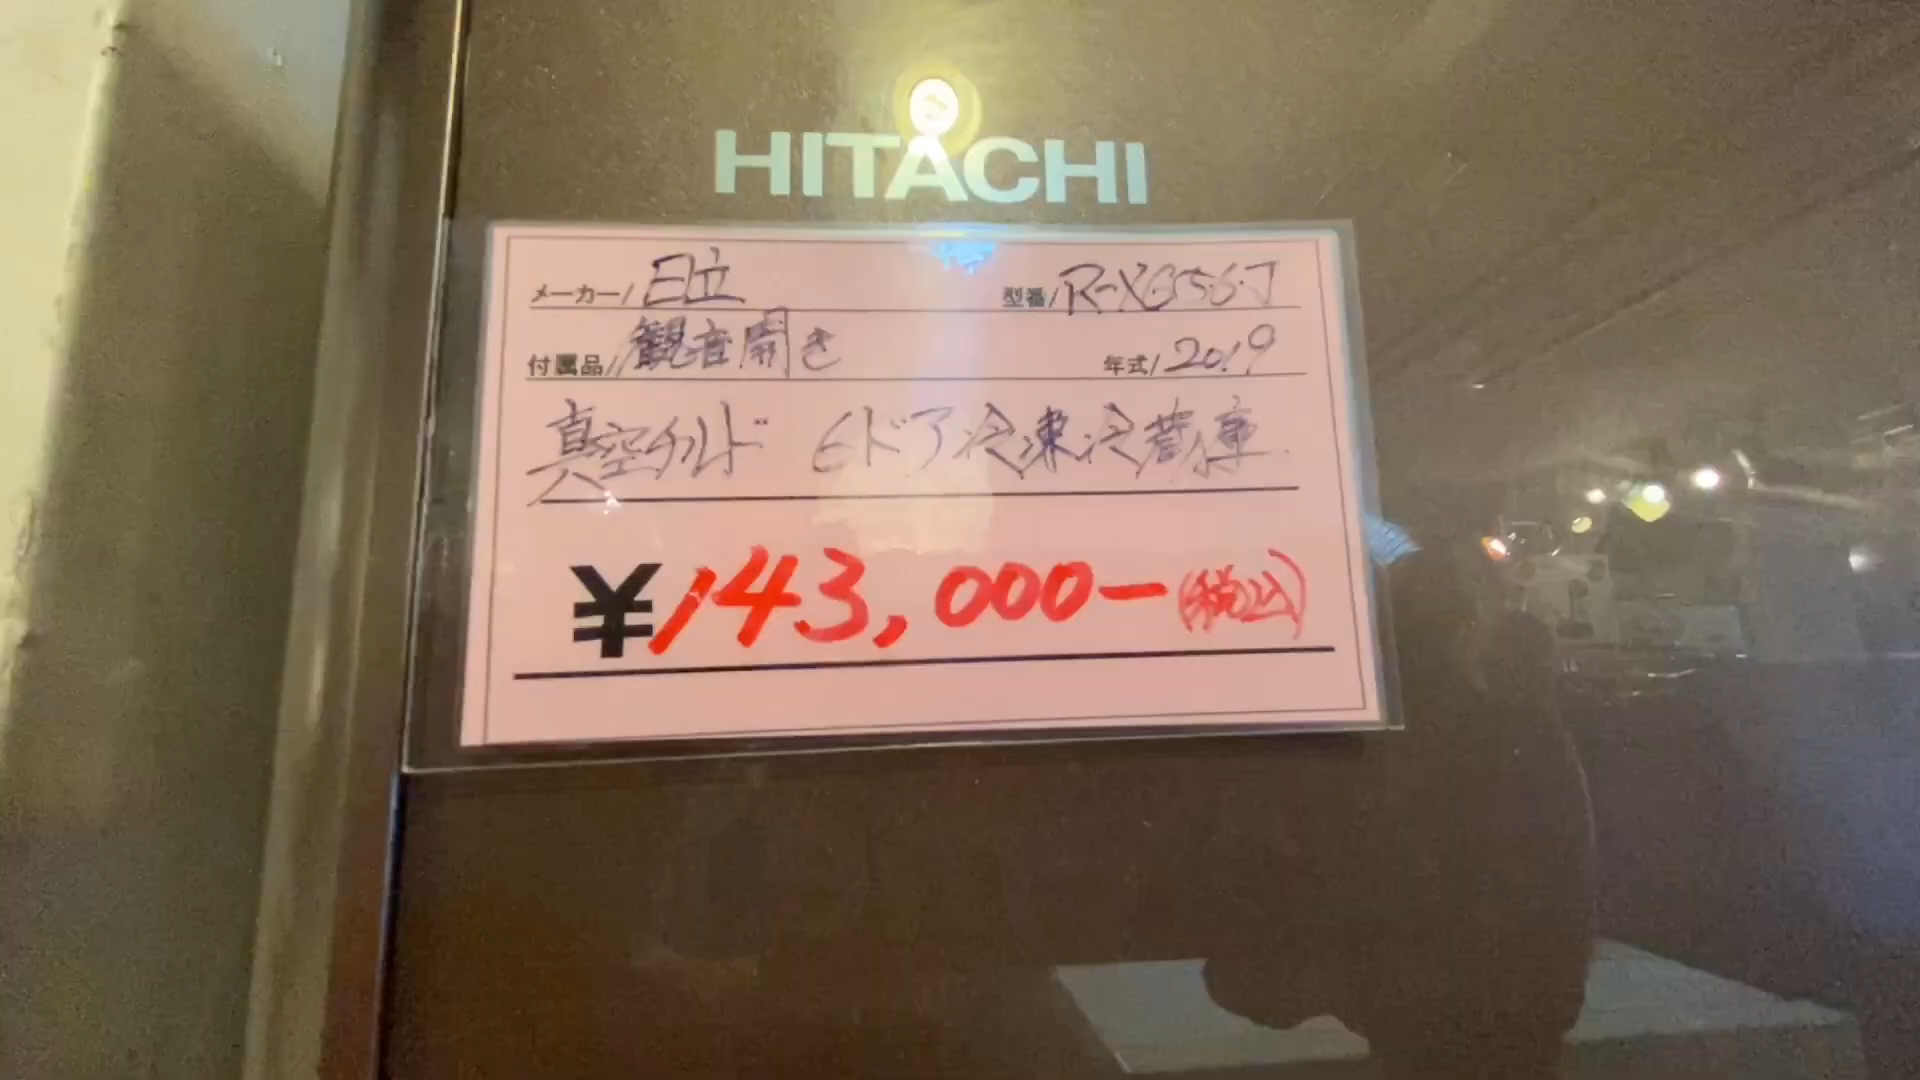 HITACHI
メーカー/日立 型番/R-XG56J
付属品/観音開き 年式/2019
真空チルド 6ドア冷凍冷蔵庫
¥143,000-(税込)